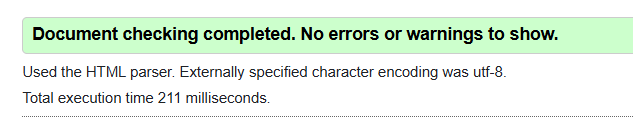 Document checking completed. No errors or warnings to show.
Used the HTML parser. Externally specified character encoding was utf-8.
Total execution time 211 milliseconds.